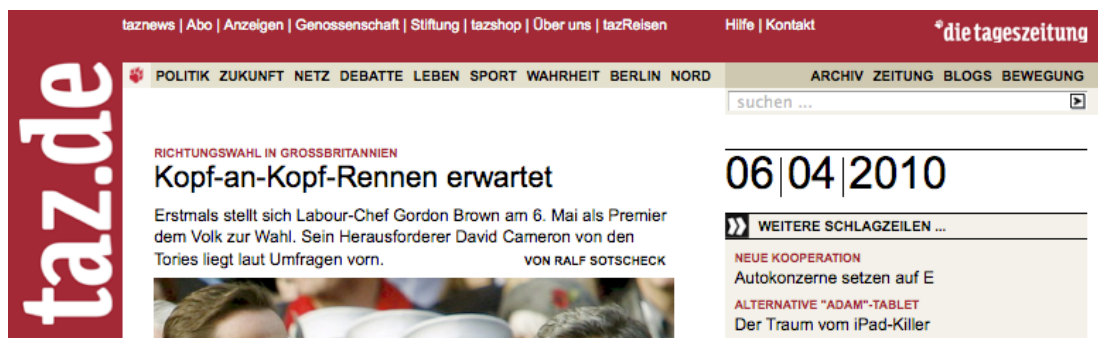 taznews | Abo | Anzeigen | Genossenschaft | Stiftung | tazshop | Über uns | tazReisen
Hilfe | Kontakt
die tageszeitung
taz.de
POLITIK ZUKUNFT NETZ DEBATTE LEBEN SPORT WAHRHEIT BERLIN NORD
ARCHIV ZEITUNG BLOGS BEWEGUNG
suchen ...
RICHTUNGSWAHL IN GROSSBRITANNIEN
Kopf-an-Kopf-Rennen erwartet
Erstmals stellt sich Labour-Chef Gordon Brown am 6. Mai als Premier
dem Volk zur Wahl. Sein Herausforderer David Cameron von den
Tories liegt laut Umfragen vorn. VON RALF SOTSCHECK
06|04|2010
WEITERE SCHLAGZEILEN ...
NEUE KOOPERATION
Autokonzerne setzen auf E
ALTERNATIVE "ADAM"-TABLET
Der Traum vom iPad-Killer